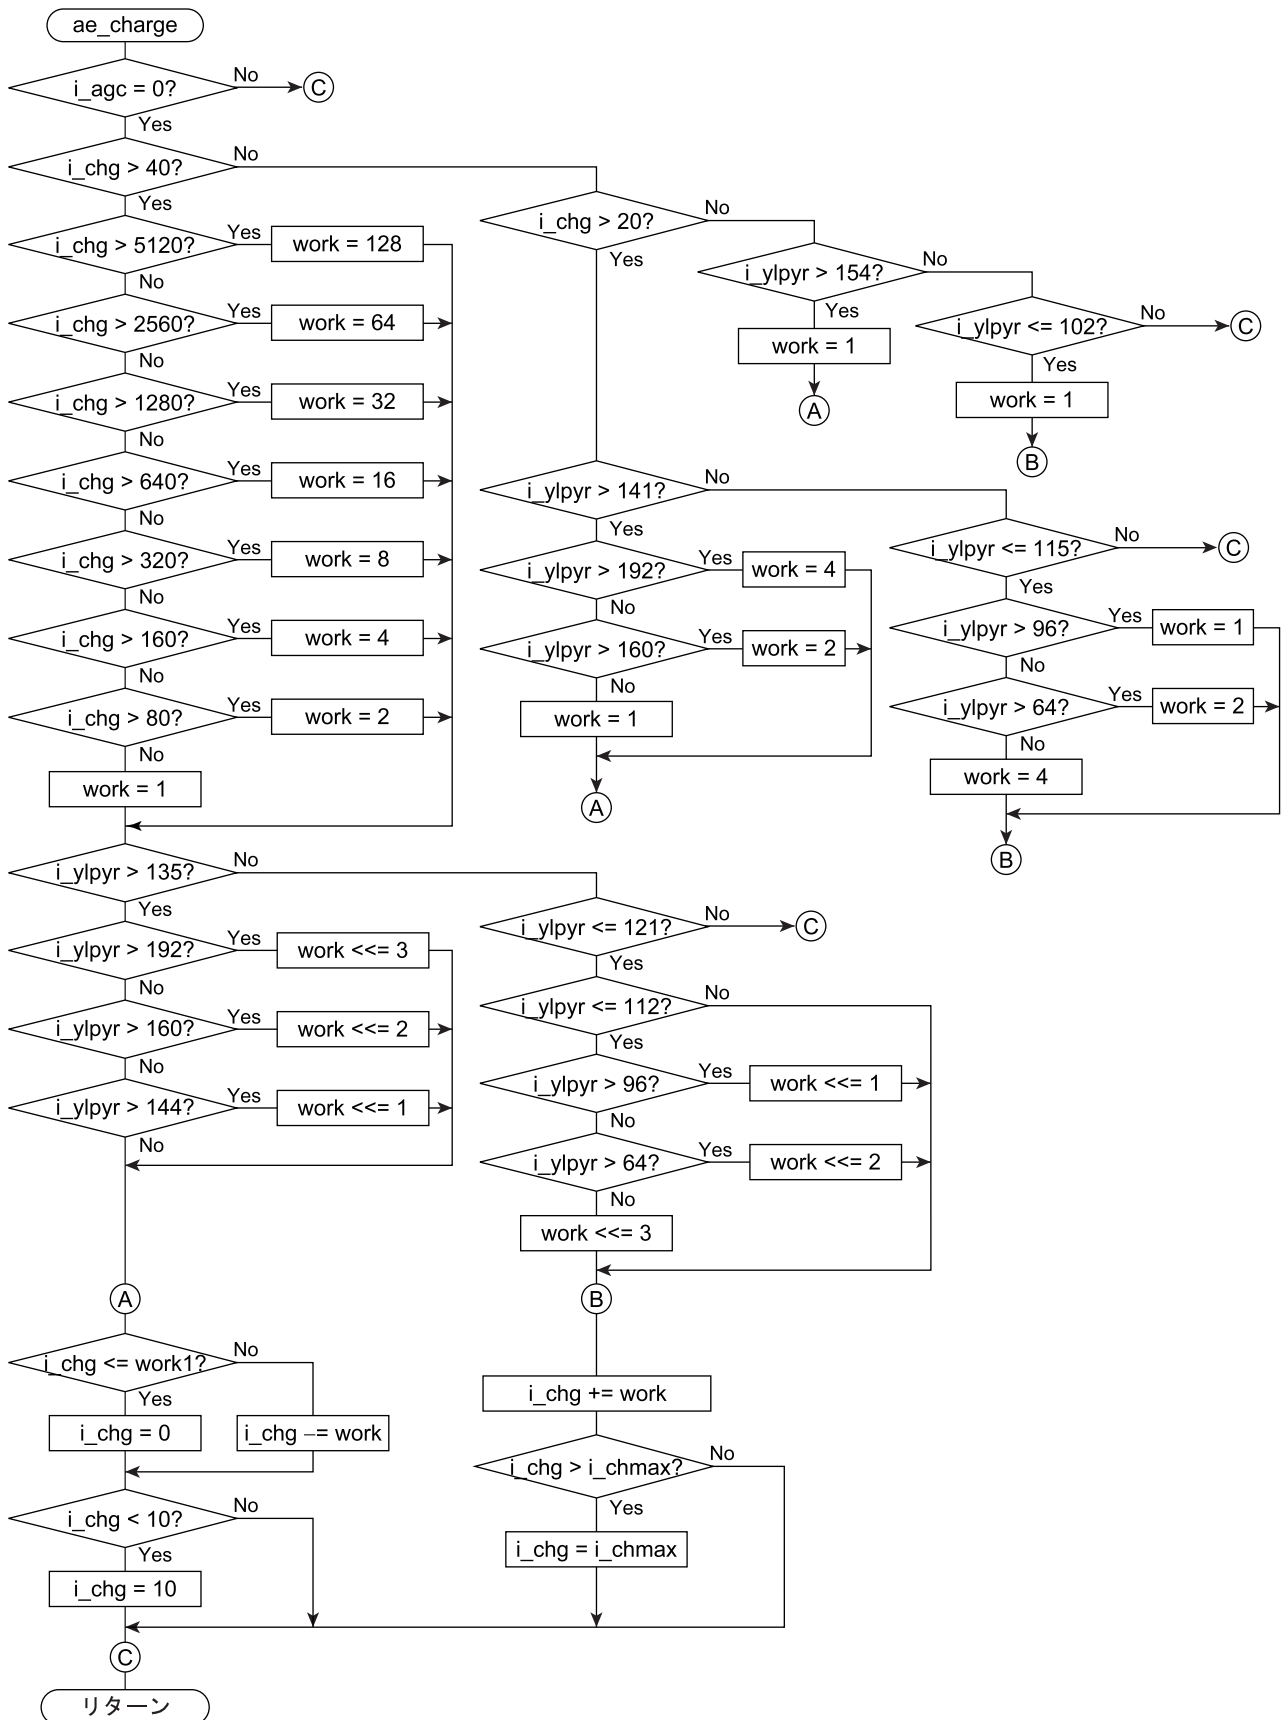 ae_charge
i_agc = 0?
No
C
Yes
i_chg > 40?
No
Yes
i_chg > 5120?
Yes
work = 128
No
i_chg > 2560?
Yes
work = 64
No
i_chg > 1280?
Yes
work = 32
No
i_chg > 640?
Yes
work = 16
No
i_chg > 320?
Yes
work = 8
No
i_chg > 160?
Yes
work = 4
No
i_chg > 80?
Yes
work = 2
No
work = 1
i_chg > 20?
No
Yes
i_ylpyr > 154?
No
Yes
work = 1
A
i_ylpyr <= 102?
No
C
Yes
work = 1
B
i_ylpyr > 141?
No
Yes
i_ylpyr > 192?
Yes
work = 4
No
i_ylpyr > 160?
Yes
work = 2
No
work = 1
A
i_ylpyr <= 115?
No
C
Yes
i_ylpyr > 96?
Yes
work = 1
No
i_ylpyr > 64?
Yes
work = 2
No
work = 4
B
i_ylpyr > 135?
No
Yes
i_ylpyr > 192?
Yes
work <<= 3
No
i_ylpyr > 160?
Yes
work <<= 2
No
i_ylpyr > 144?
Yes
work <<= 1
No
i_ylpyr <= 121?
No
C
Yes
i_ylpyr <= 112?
No
Yes
i_ylpyr > 96?
Yes
work <<= 1
No
i_ylpyr > 64?
Yes
work <<= 2
No
work <<= 3
A
i_chg <= work1?
No
Yes
i_chg = 0
i_chg −= work
i_chg < 10?
No
Yes
i_chg = 10
B
i_chg += work
i_chg > i_chmax?
No
Yes
i_chg = i_chmax
C
リターン